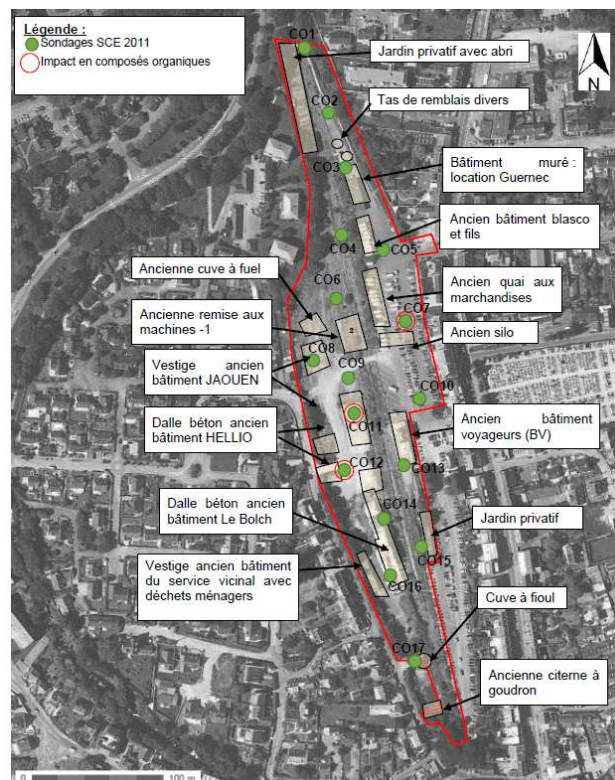 Légende :
Sondages SCE 2011
Impact en composés organiques
CO1
Jardin privatif avec abri
N
CO2
Tas de remblais divers
CO3
Bâtiment muré :
location Guernec
CO4
Ancien bâtiment blasco
et fils
CO5
Ancienne cuve à fuel
CO6
Ancien quai aux
marchandises
Ancienne remise aux
machines -1
CO7
Ancien silo
CO8
Vestige ancien
bâtiment JAOUEN
CO9
CO10
Dalle béton ancien
bâtiment HELLIO
CO11
Ancien bâtiment
voyageurs (BV)
CO12
CO13
Dalle béton ancien
bâtiment Le Bolch
CO14
Jardin privatif
CO15
Vestige ancien bâtiment
du service vicinal avec
déchets ménagers
CO16
Cuve à fioul
CO17
Ancienne citerne à
goudron
0 100 m